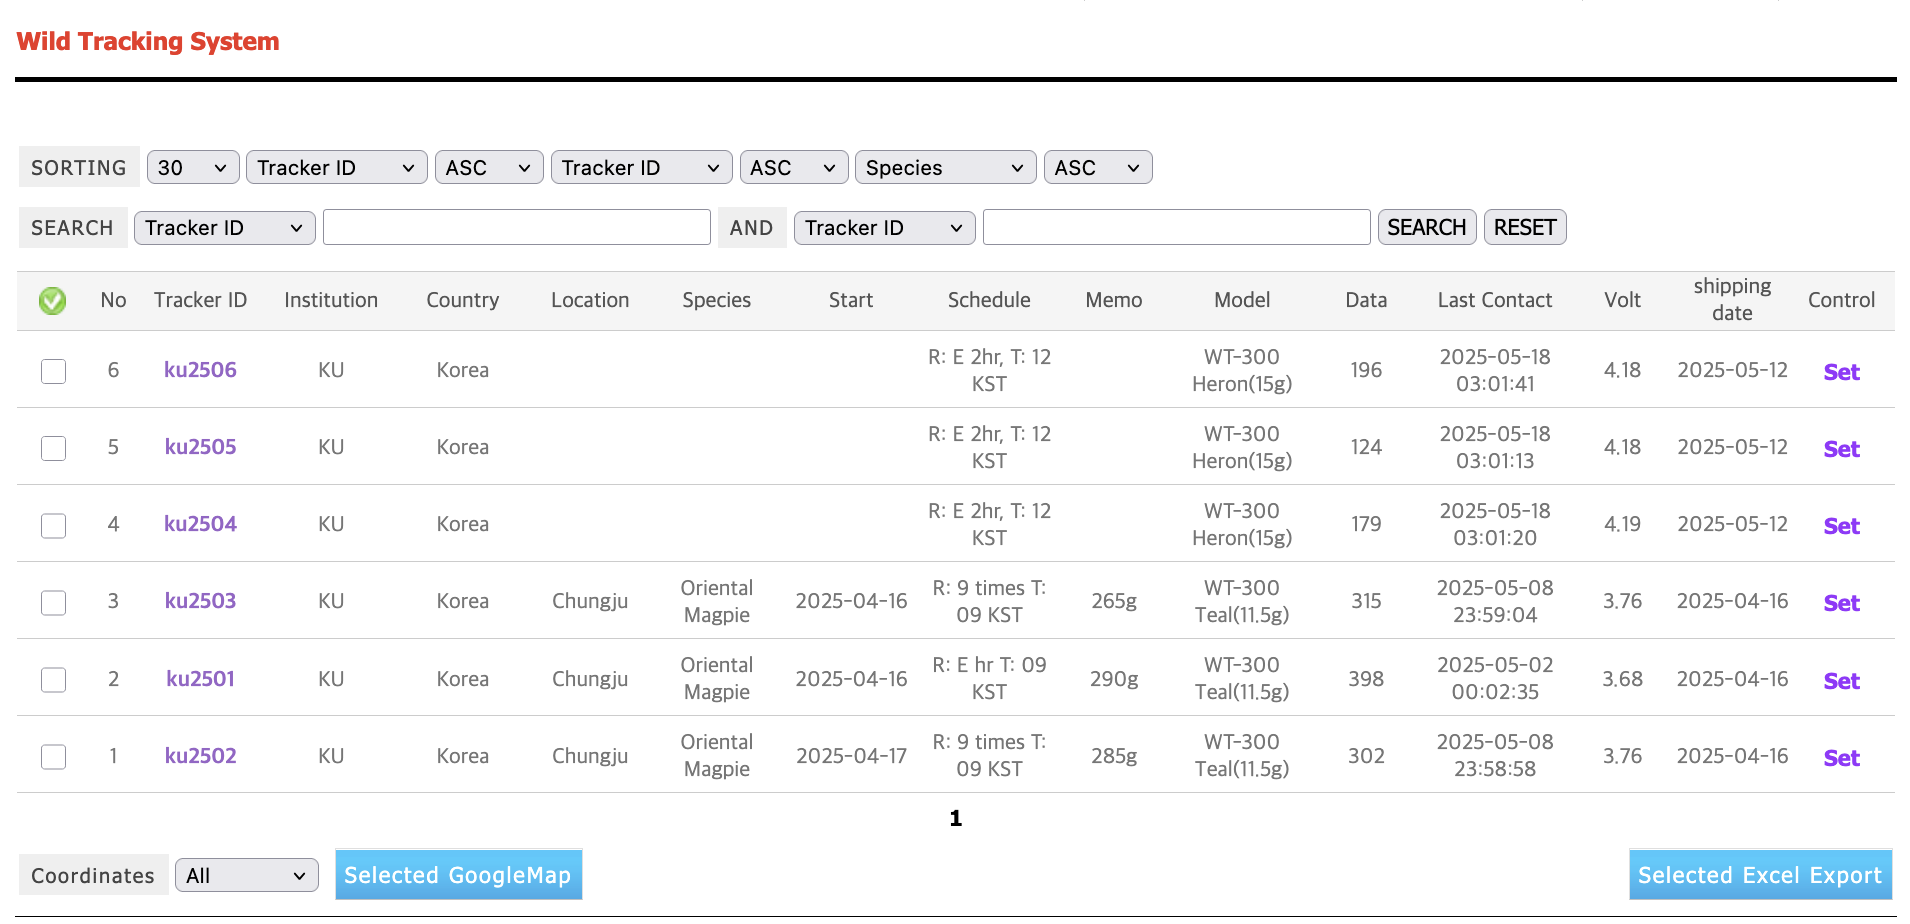 Wild Tracking System
SORTING 30 Tracker ID ASC Tracker ID ASC Species ASC
SEARCH Tracker ID AND Tracker ID SEARCH RESET
No Tracker ID Institution Country Location Species Start Schedule Memo Model Data Last Contact Volt shipping date Control
6 ku2506 KU Korea R: E 2hr, T: 12 KST WT-300 Heron(15g) 196 2025-05-18 03:01:41 4.18 2025-05-12 Set
5 ku2505 KU Korea R: E 2hr, T: 12 KST WT-300 Heron(15g) 124 2025-05-18 03:01:13 4.18 2025-05-12 Set
4 ku2504 KU Korea R: E 2hr, T: 12 KST WT-300 Heron(15g) 179 2025-05-18 03:01:20 4.19 2025-05-12 Set
3 ku2503 KU Korea Chungju Oriental Magpie 2025-04-16 R: 9 times T: 09 KST 265g WT-300 Teal(11.5g) 315 2025-05-08 23:59:04 3.76 2025-04-16 Set
2 ku2501 KU Korea Chungju Oriental Magpie 2025-04-16 R: E hr T: 09 KST 290g WT-300 Teal(11.5g) 398 2025-05-02 00:02:35 3.68 2025-04-16 Set
1 ku2502 KU Korea Chungju Oriental Magpie 2025-04-17 R: 9 times T: 09 KST 285g WT-300 Teal(11.5g) 302 2025-05-08 23:58:58 3.76 2025-04-16 Set
1
Coordinates All Selected GoogleMap Selected Excel Export